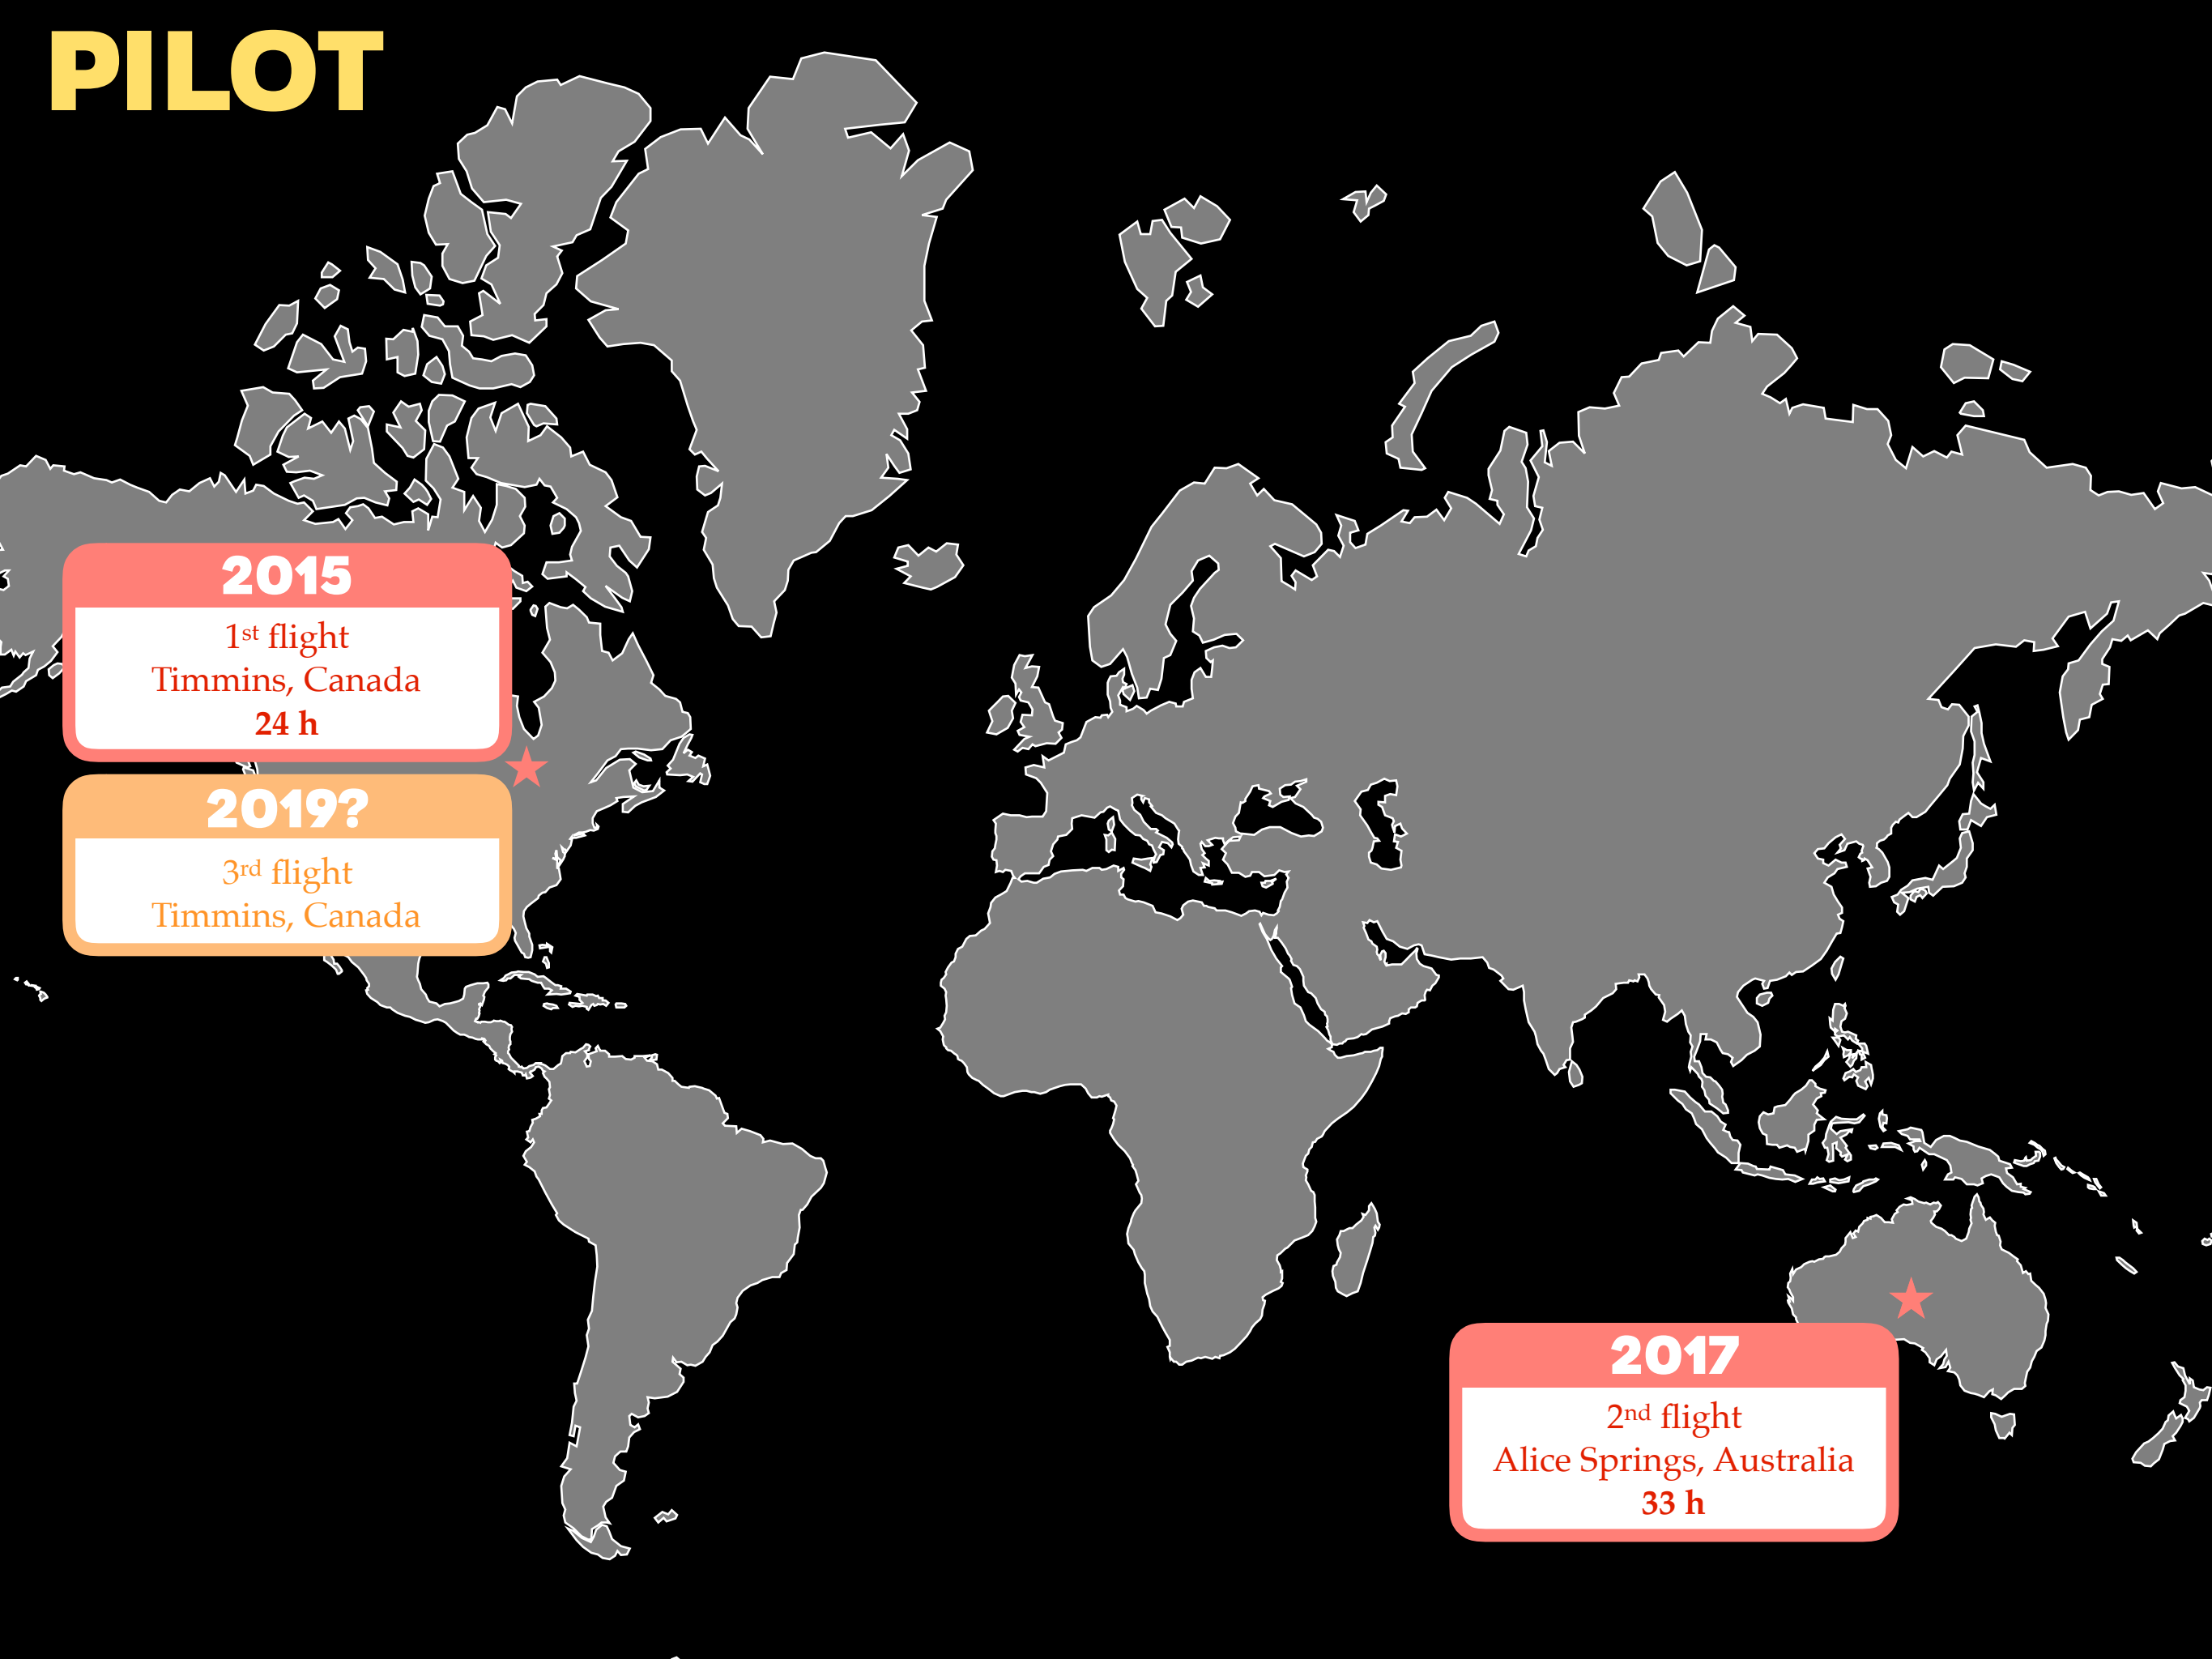 PILOT
2015
1st flight
Timmins, Canada
24 h
2019?
3rd flight
Timmins, Canada
2017
2nd flight
Alice Springs, Australia
33 h